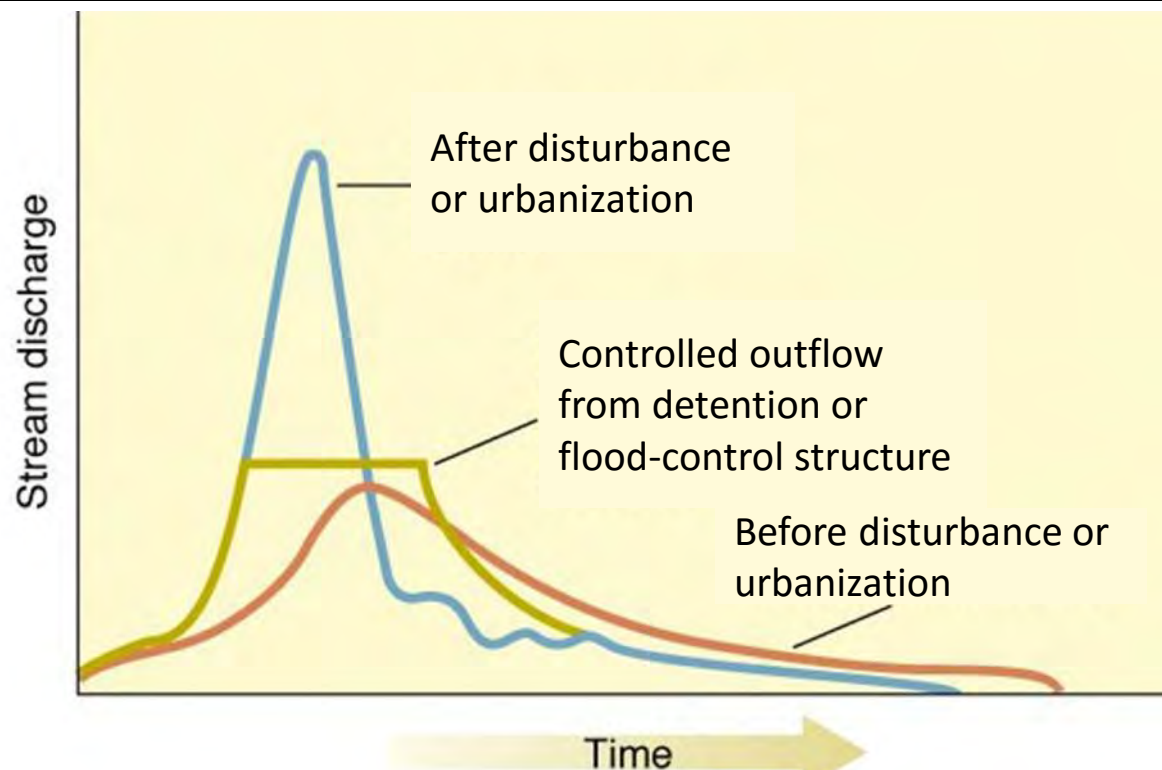 After disturbance
or urbanization
Stream discharge
Controlled outflow
from detention or
flood-control structure
Before disturbance or
urbanization
Time